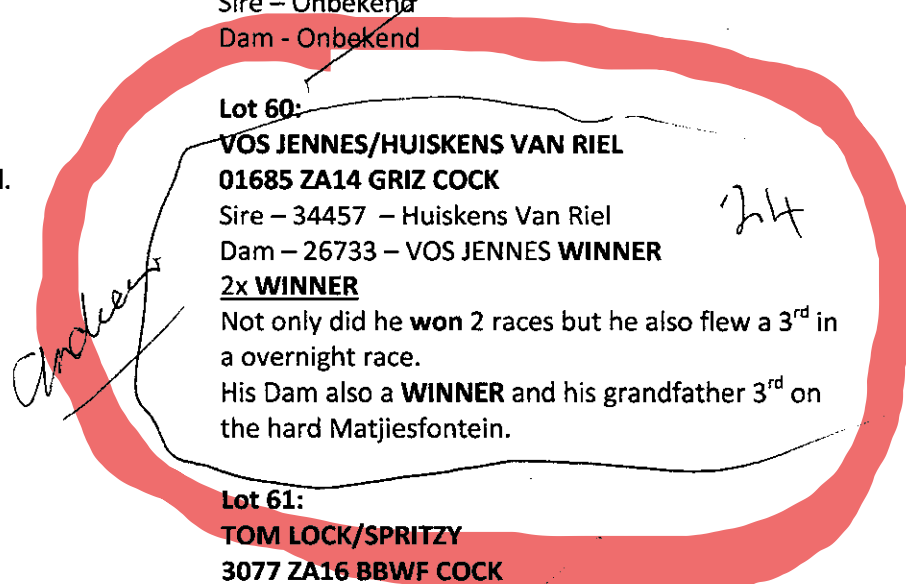 Sire – Onbekend
Dam - Onbekend
Lot 60:
VOS JENNES/HUISKENS VAN RIEL
01685 ZA14 GRIZ COCK
Sire – 34457 – Huiskens Van Riel
Dam – 26733 – VOS JENNES WINNER
2x WINNER
Not only did he won 2 races but he also flew a 3rd in
a overnight race.
His Dam also a WINNER and his grandfather 3rd on
the hard Matjiesfontein.
Lot 61:
TOM LOCK/SPRITZY
3077 ZA16 BBWF COCK